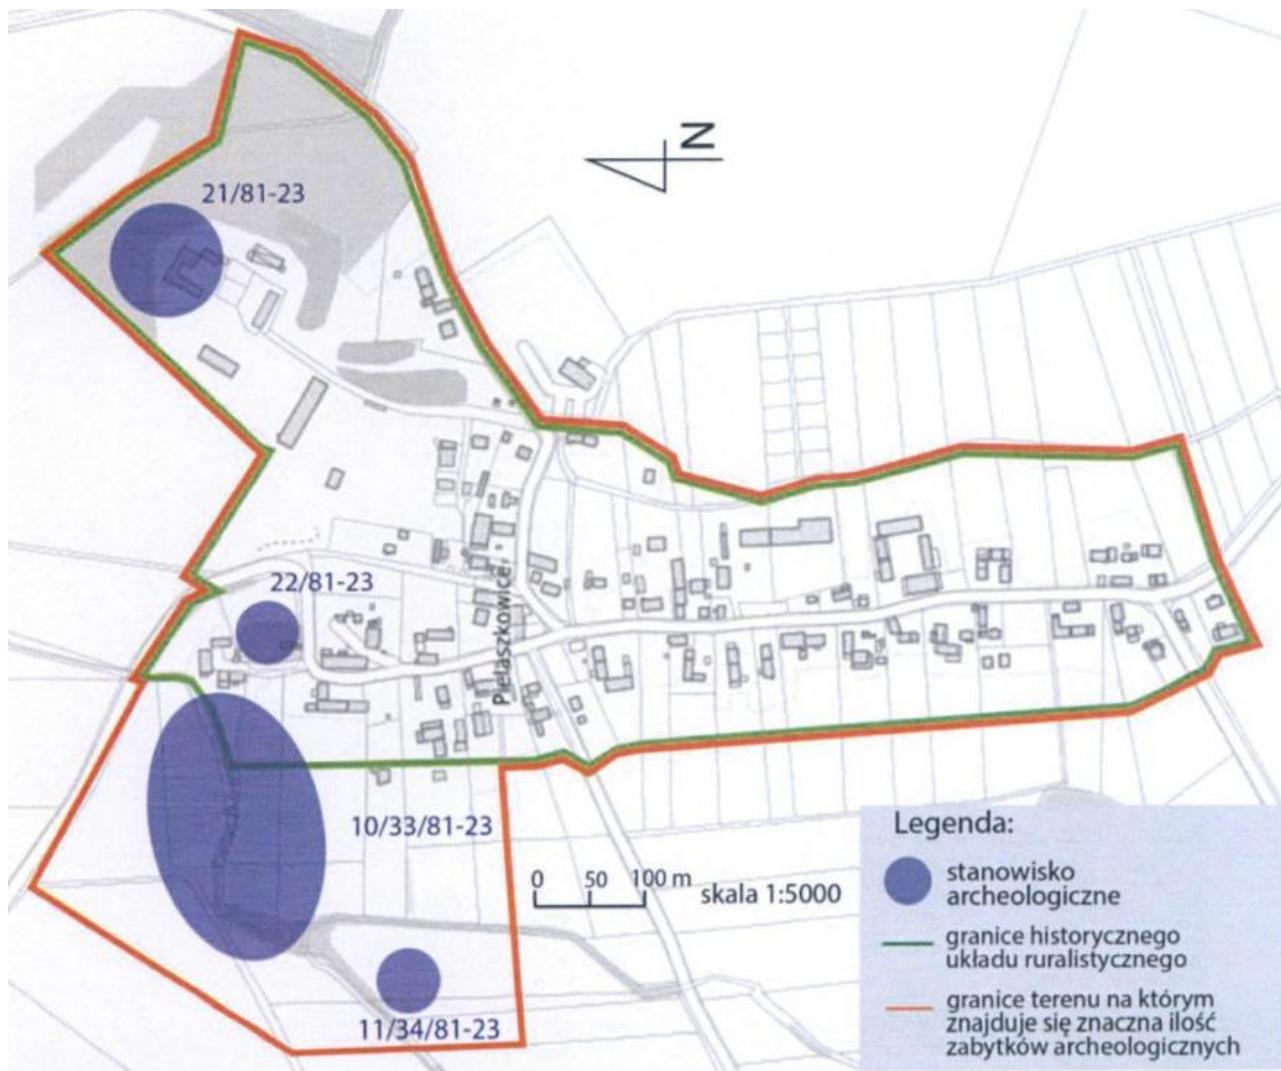 N
21/81-23
22/81-23
Pielaszkowice
10/33/81-23
0 50 100 m
skala 1:5000
11/34/81-23
Legenda:
stanowisko
archeologiczne
granice historycznego
układu ruralistycznego
granice terenu na którym
znajduje się znaczna ilość
zabytków archeologicznych